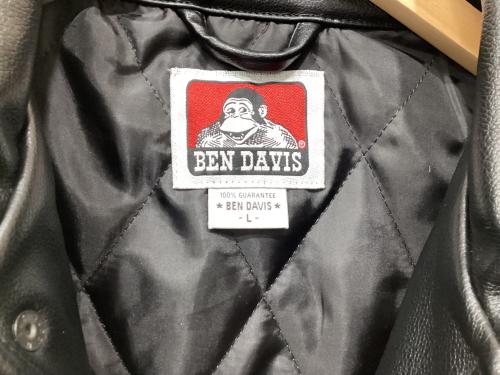 BEN DAVIS
®
100% GUARANTEE
★ BEN DAVIS ★
- L -